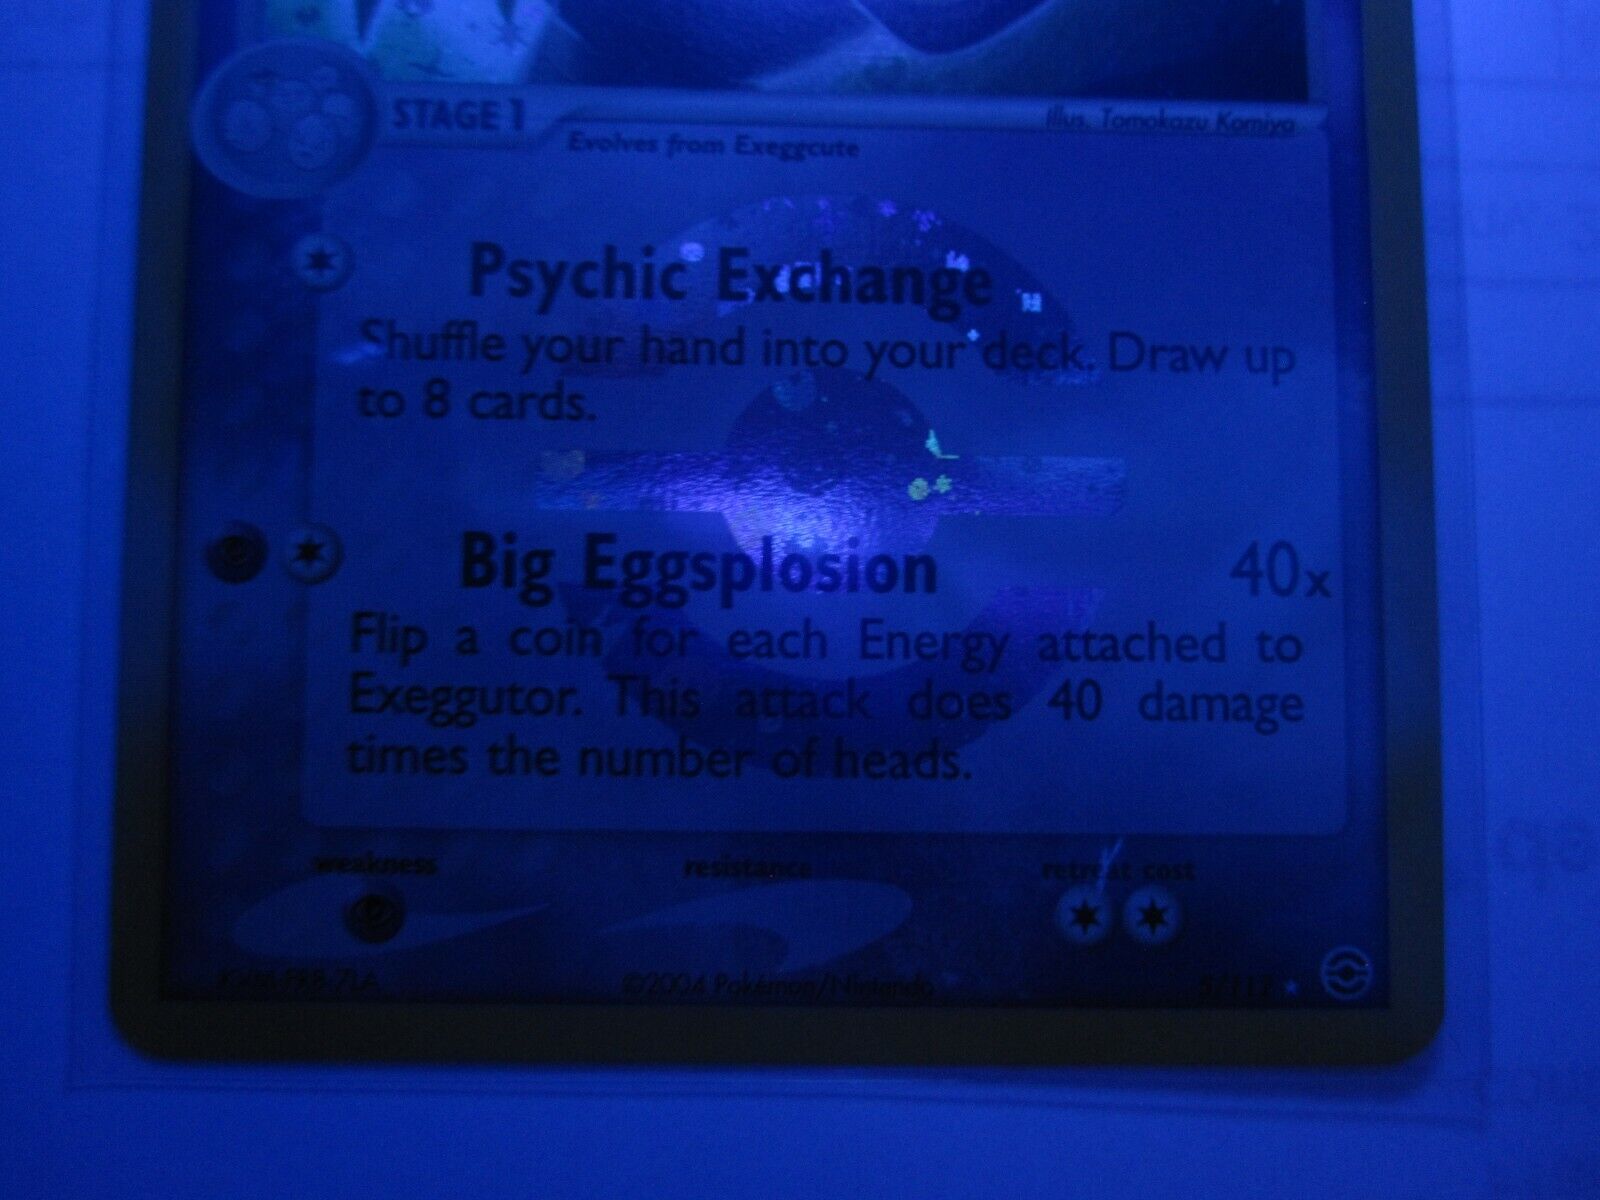 STAGE 1
Evolves from Exeggcute
Illus. Tomokazu Komiya
Psychic Exchange
Shuffle your hand into your deck. Draw up
to 8 cards.
Big Eggsplosion 40x
Flip a coin for each Energy attached to
Exeggutor. This attack does 40 damage
times the number of heads.
weakness resistance retreat cost
©2004 Pokémon/Nintendo 5/112